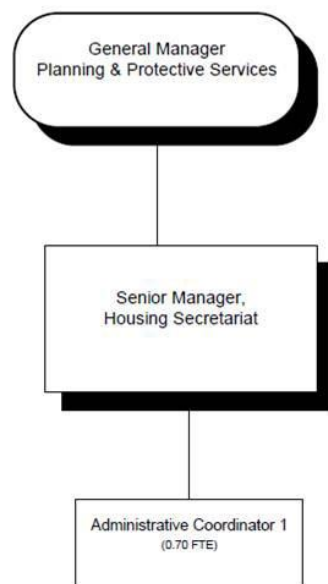 General Manager
Planning & Protective Services
Senior Manager,
Housing Secretariat
Administrative Coordinator 1
(0.70 FTE)